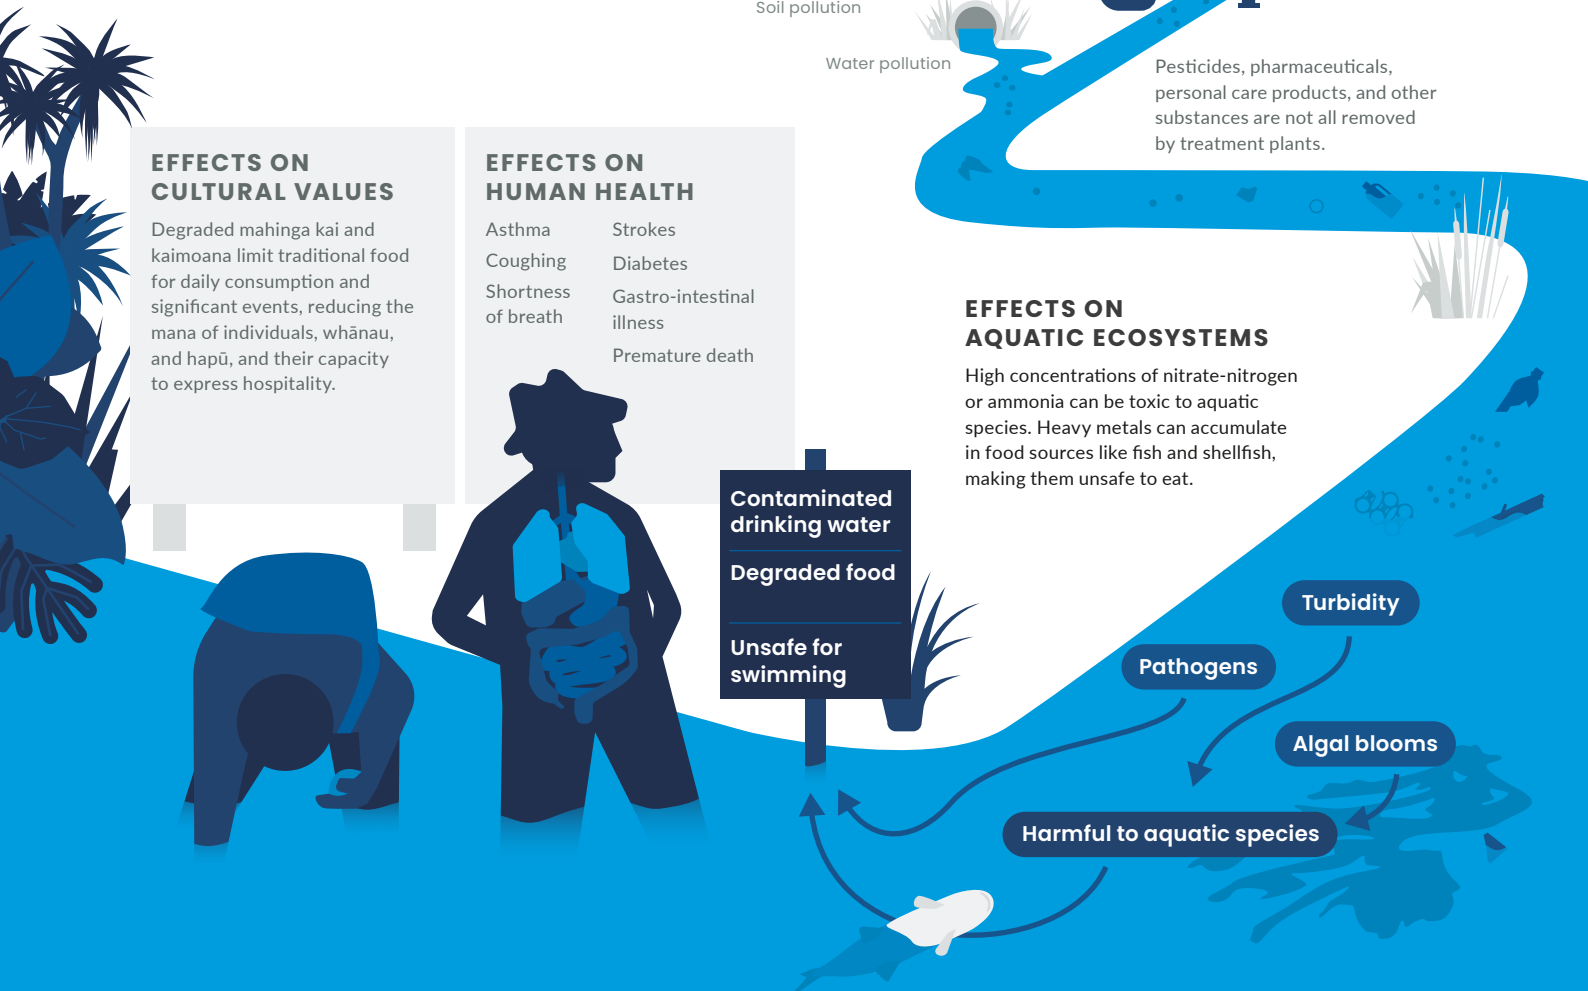 Soil pollution
Water pollution
Pesticides, pharmaceuticals,
personal care products, and other
substances are not all removed
by treatment plants.
EFFECTS ON
CULTURAL VALUES
Degraded mahinga kai and
kaimoana limit traditional food
for daily consumption and
significant events, reducing the
mana of individuals, whānau,
and hapū, and their capacity
to express hospitality.
EFFECTS ON
HUMAN HEALTH
Asthma
Coughing
Shortness
of breath
Strokes
Diabetes
Gastro-intestinal
illness
Premature death
EFFECTS ON
AQUATIC ECOSYSTEMS
High concentrations of nitrate-nitrogen
or ammonia can be toxic to aquatic
species. Heavy metals can accumulate
in food sources like fish and shellfish,
making them unsafe to eat.
Contaminated
drinking water
Degraded food
Unsafe for
swimming
Turbidity
Pathogens
Algal blooms
Harmful to aquatic species